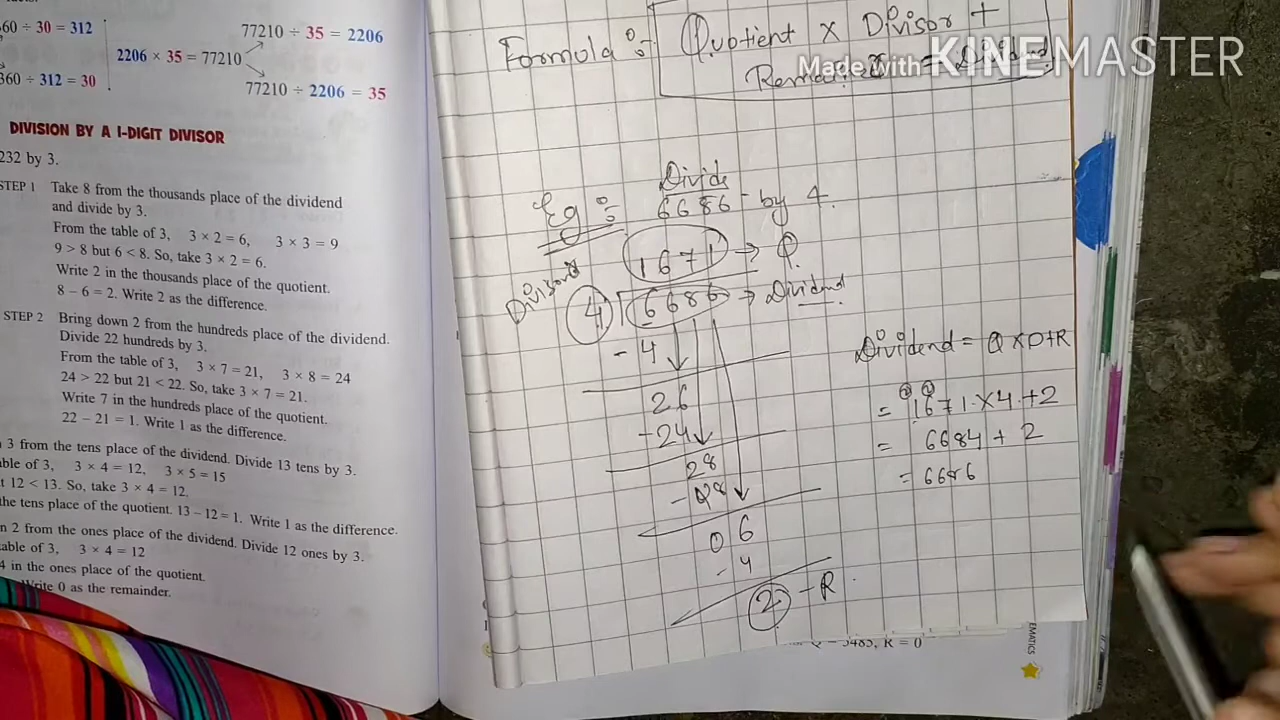 60 ÷ 30 = 312
360 ÷ 312 = 30
2206 × 35 = 77210
77210 ÷ 35 = 2206
77210 ÷ 2206 = 35
DIVISION BY A 1-DIGIT DIVISOR
232 by 3.
STEP 1 Take 8 from the thousands place of the dividend
and divide by 3.
From the table of 3, 3 × 2 = 6, 3 × 3 = 9
9 > 8 but 6 < 8. So, take 3 × 2 = 6.
Write 2 in the thousands place of the quotient.
8 – 6 = 2. Write 2 as the difference.
STEP 2 Bring down 2 from the hundreds place of the dividend.
Divide 22 hundreds by 3.
From the table of 3, 3 × 7 = 21, 3 × 8 = 24
24 > 22 but 21 < 22. So, take 3 × 7 = 21.
Write 7 in the hundreds place of the quotient.
22 – 21 = 1. Write 1 as the difference.
3 from the tens place of the dividend. Divide 13 tens by 3.
ble of 3, 3 × 4 = 12, 3 × 5 = 15
t 12 < 13. So, take 3 × 4 = 12.
the tens place of the quotient. 13 – 12 = 1. Write 1 as the difference.
n 2 from the ones place of the dividend. Divide 12 ones by 3.
able of 3, 3 × 4 = 12
4 in the ones place of the quotient.
Write 0 as the remainder.
Formula :- Quotient × Divisor +
= Dividend
Made with KINEMASTER
Divide
Eg :- 6686 by 4.
1671 → Q
Divisor
4 6686 → Dividend
- 4
26
- 24
28
- 28
06
- 4
2 - R
Dividend = Q × D + R
= 1671 × 4 + 2
= 6684 + 2
= 6686
R = 0